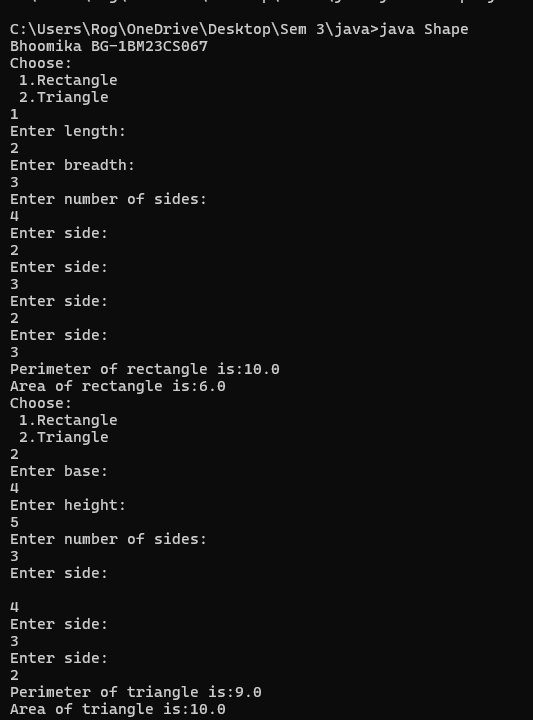 C:\Users\Rog\OneDrive\Desktop\Sem 3\java>java Shape
Bhoomika BG-1BM23CS067
Choose:
 1.Rectangle
 2.Triangle
1
Enter length:
2
Enter breadth:
3
Enter number of sides:
4
Enter side:
2
Enter side:
3
Enter side:
2
Enter side:
3
Perimeter of rectangle is:10.0
Area of rectangle is:6.0
Choose:
 1.Rectangle
 2.Triangle
2
Enter base:
4
Enter height:
5
Enter number of sides:
3
Enter side:

4
Enter side:
3
Enter side:
2
Perimeter of triangle is:9.0
Area of triangle is:10.0